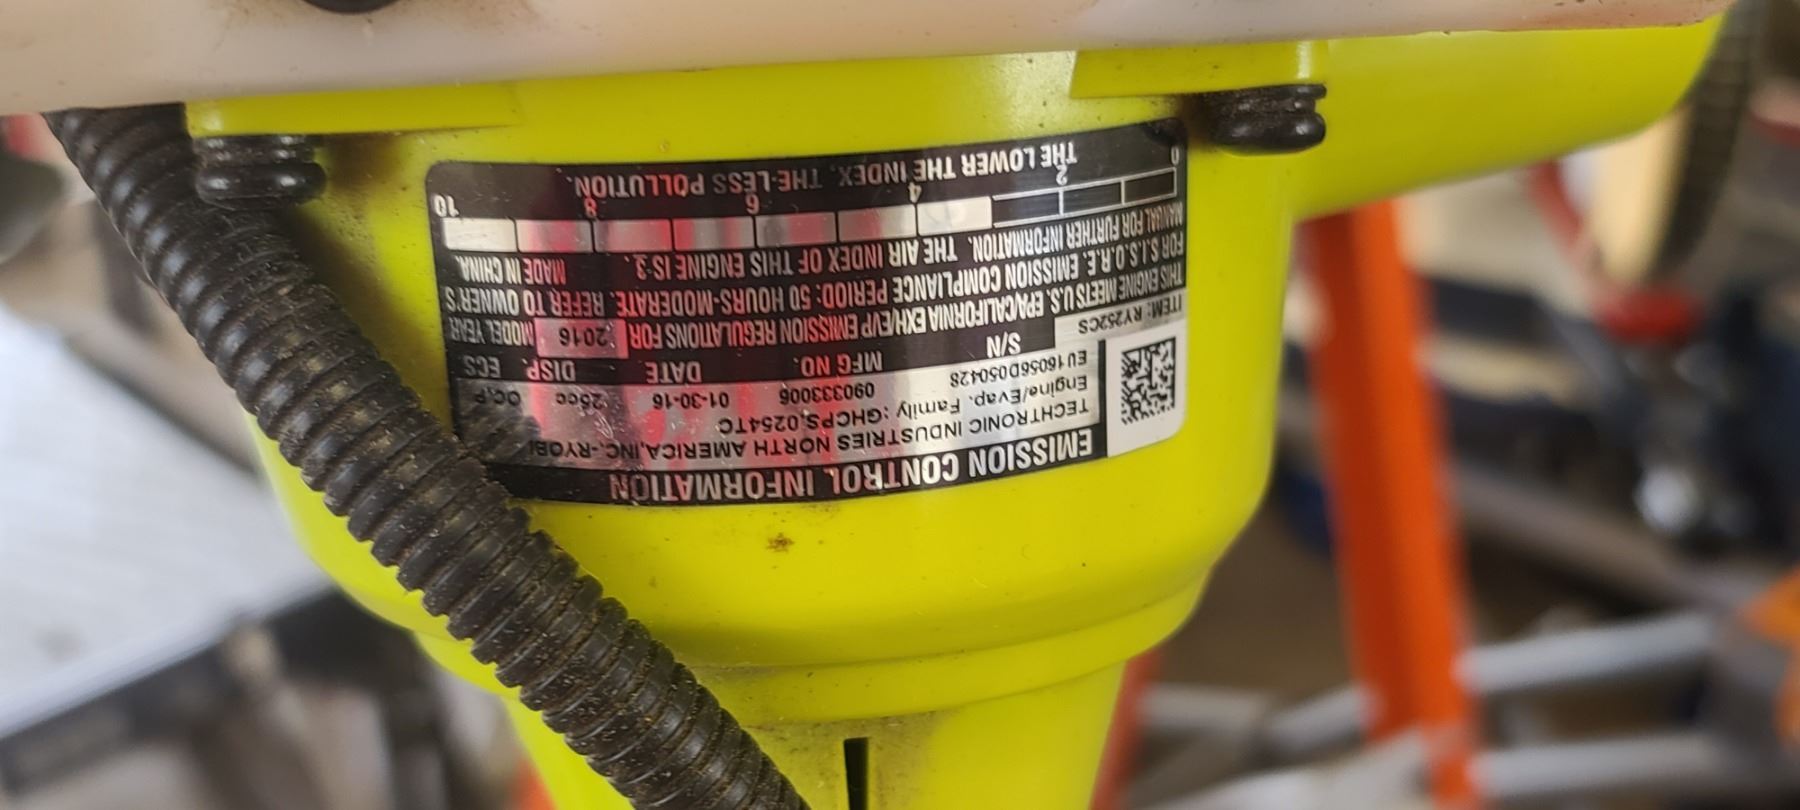 EMISSION CONTROL INFORMATION
TECHTRONIC INDUSTRIES NORTH AMERICA,INC.-RYOBI
Engine/Evap. Family : GHCPS.0254TC
EU16056D050428 090333006 01-30-16 25cc OC,P
S/N MFG NO. DATE DISP. ECS
ITEM: RY252CS
THIS ENGINE MEETS U.S. EPA/CALIFORNIA EXH/EVP EMISSION REGULATIONS FOR 2016 MODEL YEAR
FOR S.I.S.O.R.E. EMISSION COMPLIANCE PERIOD: 50 HOURS-MODERATE. REFER TO OWNER'S
MANUAL FOR FURTHER INFORMATION. THE AIR INDEX OF THIS ENGINE IS 3. MADE IN CHINA.
0 2 4 6 8 10
THE LOWER THE INDEX, THE LESS POLLUTION.